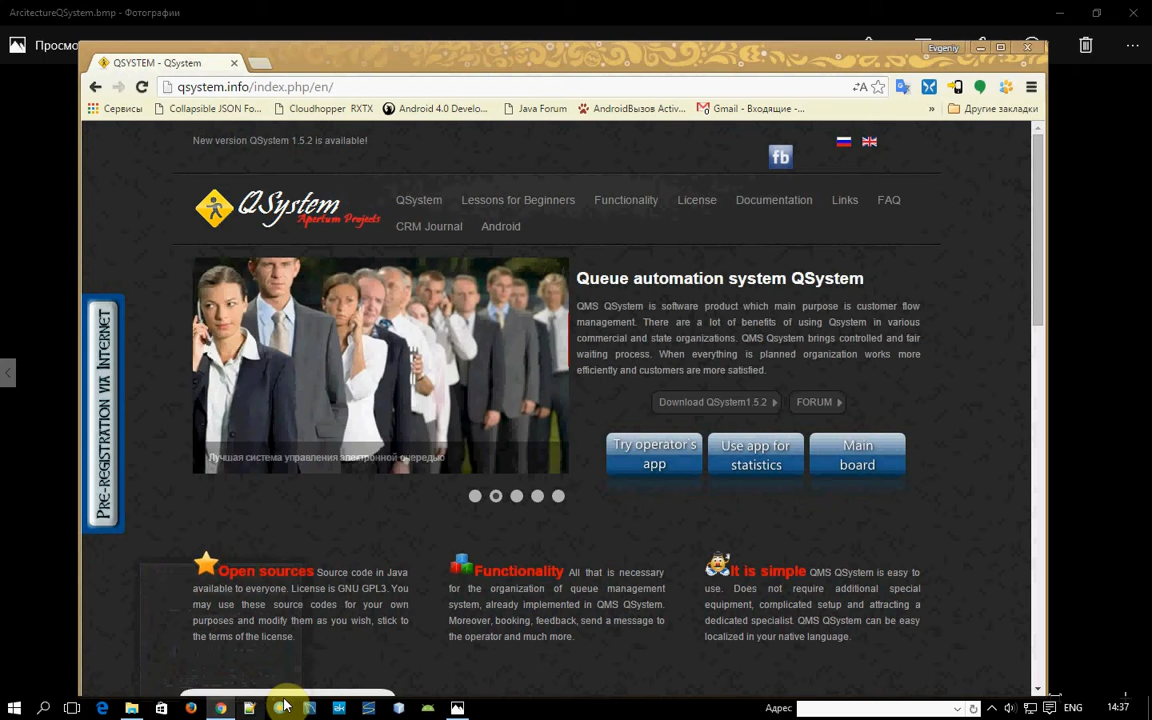 ArcitectureQSystem.bmp - Фотографии
Просмо
Evgeniy
QSYSTEM - QSystem
qsystem.info/index.php/en/
Сервисы Collapsible JSON Fo... Cloudhopper RXTX Android 4.0 Develo... Java Forum AndroidВызов Activ... Gmail - Входящие -... » Другие закладки
New version QSystem 1.5.2 is available!
fb
QSystem Apertum Projects
QSystem Lessons for Beginners Functionality License Documentation Links FAQ
CRM Journal Android
Лучшая система управления электронной очередью
Queue automation system QSystem
QMS QSystem is software product which main purpose is customer flow
management. There are a lot of benefits of using Qsystem in various
commercial and state organizations. QMS Qsystem brings controlled and fair
waiting process. When everything is planned organization works more
efficiently and customers are more satisfied.
Download QSystem1.5.2 FORUM
Try operator`s
app
Use app for
statistics
Main
board
Pre-registration via Internet
Open sources Source code in Java
available to everyone. License is GNU GPL3. You
may use these source codes for your own
purposes and modify them as you wish, stick to
the terms of the license.
Functionality All that is necessary
for the organization of queue management
system, already implemented in QMS QSystem.
Moreover, booking, feedback, send a message to
the operator and much more.
It is simple QMS QSystem is easy to
use. Does not require additional special
equipment, complicated setup and attracting a
dedicated specialist. QMS QSystem can be easy
localized in your native language.
Адрес ENG 14:37